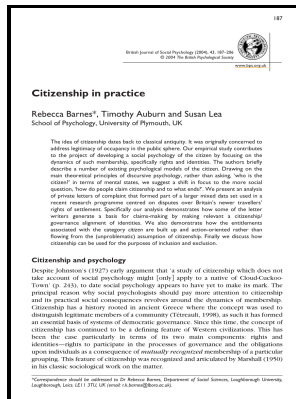 187
British Journal of Social Psychology (2004), 43, 187–206
© 2004 The British Psychological Society
www.bps.org.uk
Citizenship in practice
Rebecca Barnes*, Timothy Auburn and Susan Lea
School of Psychology, University of Plymouth, UK
The idea of citizenship dates back to classical antiquity. It was originally concerned to
address legitimacy of occupancy in the public sphere. Our empirical study contributes
to the project of developing a social psychology of the citizen by focusing on the
dynamics of such membership, specifically rights and identities. The authors briefly
describe a number of existing psychological models of the citizen. Drawing on the
main theoretical principles of discursive psychology, rather than asking, 'who is the
citizen?' in terms of mental states, we suggest a shift in focus to the more social
question, 'how do people claim citizenship and to what ends?'. We present an analysis
of private letters of complaint that formed part of a larger mixed data set used in a
recent research programme centred on disputes over Britain's newer travellers'
rights of settlement. Specifically our analysis demonstrates how some of the letter
writers generate a basis for claims-making by making relevant a citizenship/
governance alignment of identities. We also demonstrate how the entitlements
associated with the category citizen are built up and action-oriented rather than
flowing from the (unproblematic) assumption of citizenship. Finally we discuss how
citizenship can be used for the purposes of inclusion and exclusion.
Citizenship and psychology
Despite Johnston's (1927) early argument that 'a study of citizenship which does not
take account of social psychology might [only] apply to a native of Cloud-Cuckoo-
Town' (p. 243), to date social psychology appears to have yet to make its mark. The
principal reason why social psychologists should pay more attention to citizenship
and its practical social consequences revolves around the dynamics of membership.
Citizenship has a history rooted in ancient Greece where the concept was used to
distinguish legitimate members of a community (Tétreault, 1998), as such it has formed
an essential basis of systems of democratic governance. Since this time, the concept of
citizenship has continued to be a defining feature of Western civilizations. This has
been the case particularly in terms of its two main components: rights and
identities—rights to participate in the processes of governance and the obligations
upon individuals as a consequence of mutually recognized membership of a particular
grouping. This feature of citizenship was recognized and articulated by Marshall (1950)
in his classic sociological work on the matter.
*Correspondence should be addressed to Dr Rebecca Barnes, Department of Social Sciences, Loughborough University,
Loughborough, Leics LE11 3TU, UK (email: r.k.barnes@lboro.ac.uk).